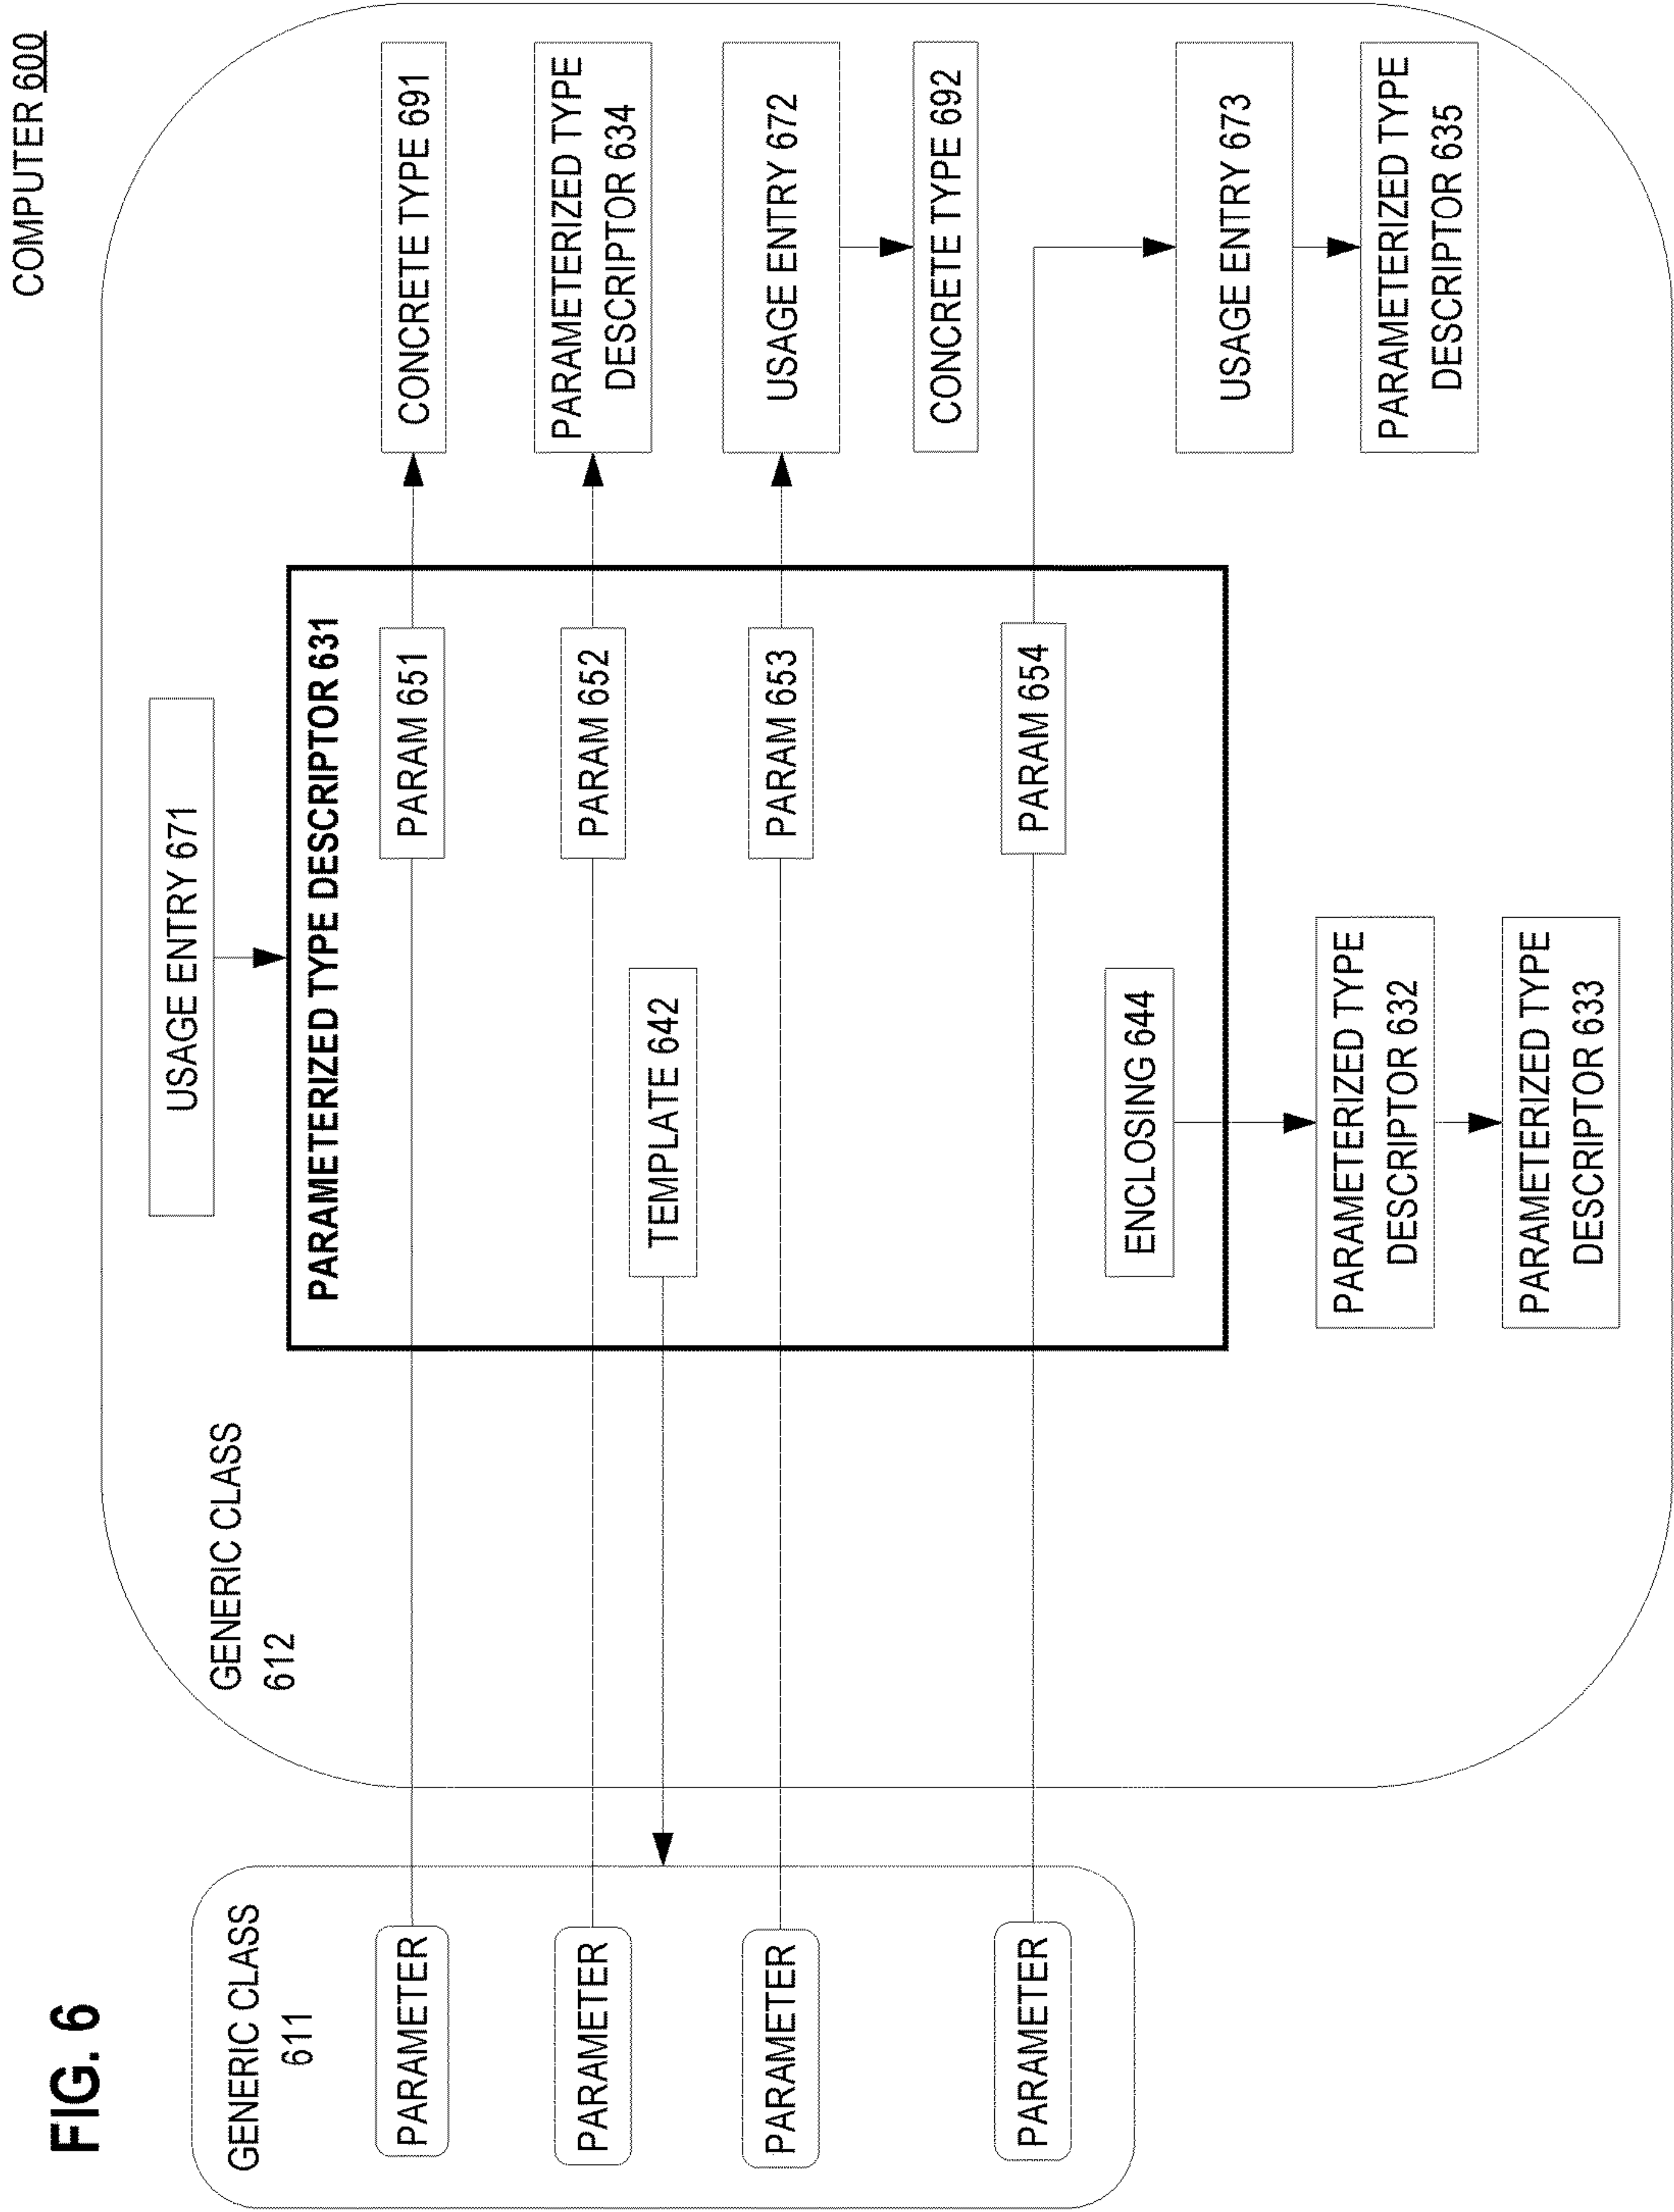 FIG. 6
COMPUTER 600
GENERIC CLASS
611
PARAMETER
PARAMETER
PARAMETER
PARAMETER
GENERIC CLASS
612
USAGE ENTRY 671
PARAMETERIZED TYPE DESCRIPTOR 631
PARAM 651
PARAM 652
TEMPLATE 642
PARAM 653
PARAM 654
ENCLOSING 644
CONCRETE TYPE 691
PARAMETERIZED TYPE
DESCRIPTOR 634
USAGE ENTRY 672
CONCRETE TYPE 692
USAGE ENTRY 673
PARAMETERIZED TYPE
DESCRIPTOR 635
PARAMETERIZED TYPE
DESCRIPTOR 632
PARAMETERIZED TYPE
DESCRIPTOR 633